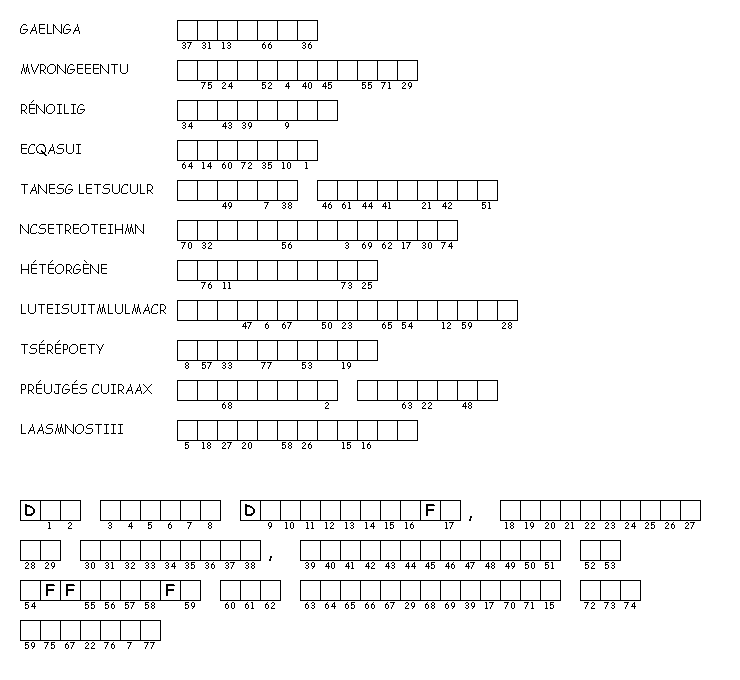 GAELNGA
37 31 13 66 36
MVRONGEEENTU
75 24 52 4 40 45 55 71 29
RÉNOILIG
34 43 39 9
ECQASUI
64 14 60 72 35 10 1
TANESG LETSUCULR
49 7 38 46 61 44 41 21 42 51
NCSETREOTEIHMN
70 32 56 3 69 62 17 30 74
HÉTÉORGÈNE
76 11 73 25
LUTEISUITMLULMACR
47 6 67 50 23 65 54 12 59 28
TSÉRÉPOETY
8 57 33 77 53 19
PRÉUJGÉS CUIRAAX
68 2 63 22 48
LAASMNOSTIII
5 18 27 20 58 26 15 16
D D F ,
1 2 3 4 5 6 7 8 9 10 11 12 13 14 15 16 17 18 19 20 21 22 23 24 25 26 27
,
28 29 30 31 32 33 34 35 36 37 38 39 40 41 42 43 44 45 46 47 48 49 50 51 52 53
F F F
54 55 56 57 58 59 60 61 62 63 64 65 66 67 29 68 69 39 17 70 71 15 72 73 74
59 75 67 22 76 7 77